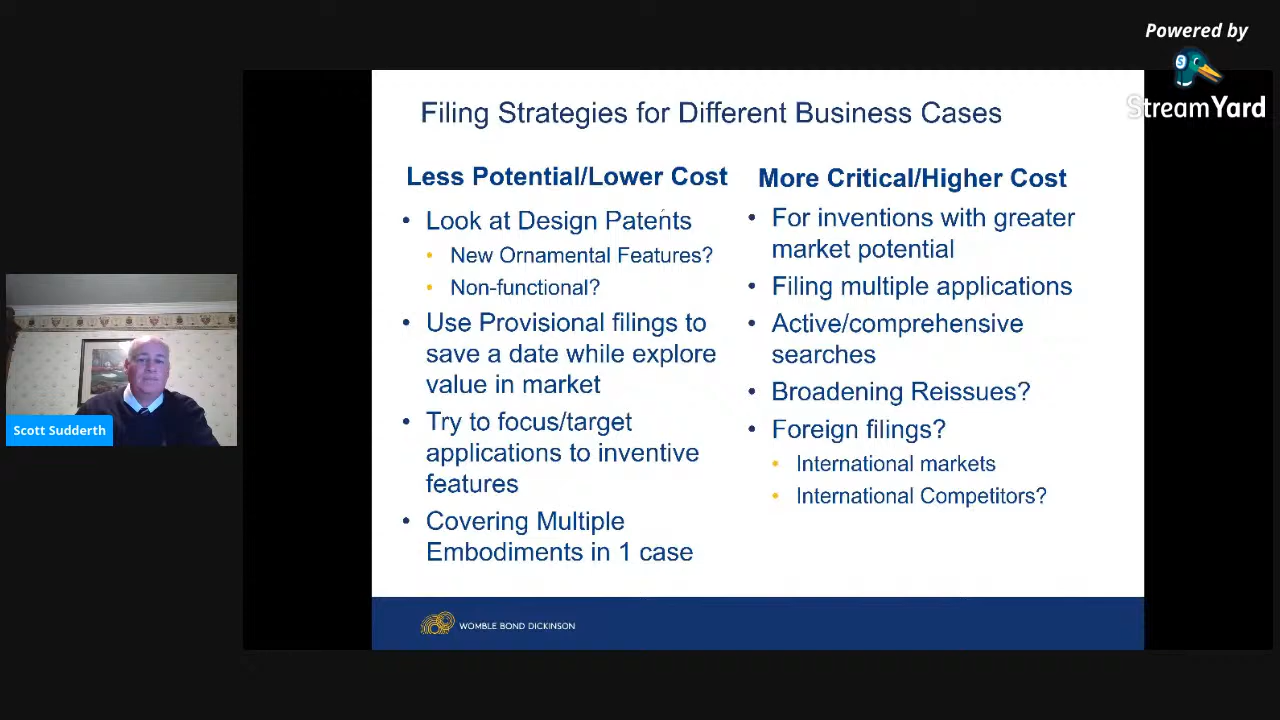 Powered by
StreamYard
Filing Strategies for Different Business Cases
Less Potential/Lower Cost
• Look at Design Patents
• New Ornamental Features?
• Non-functional?
• Use Provisional filings to
save a date while explore
value in market
• Try to focus/target
applications to inventive
features
• Covering Multiple
Embodiments in 1 case
More Critical/Higher Cost
• For inventions with greater
market potential
• Filing multiple applications
• Active/comprehensive
searches
• Broadening Reissues?
• Foreign filings?
• International markets
• International Competitors?
Scott Sudderth
WOMBLE BOND DICKINSON